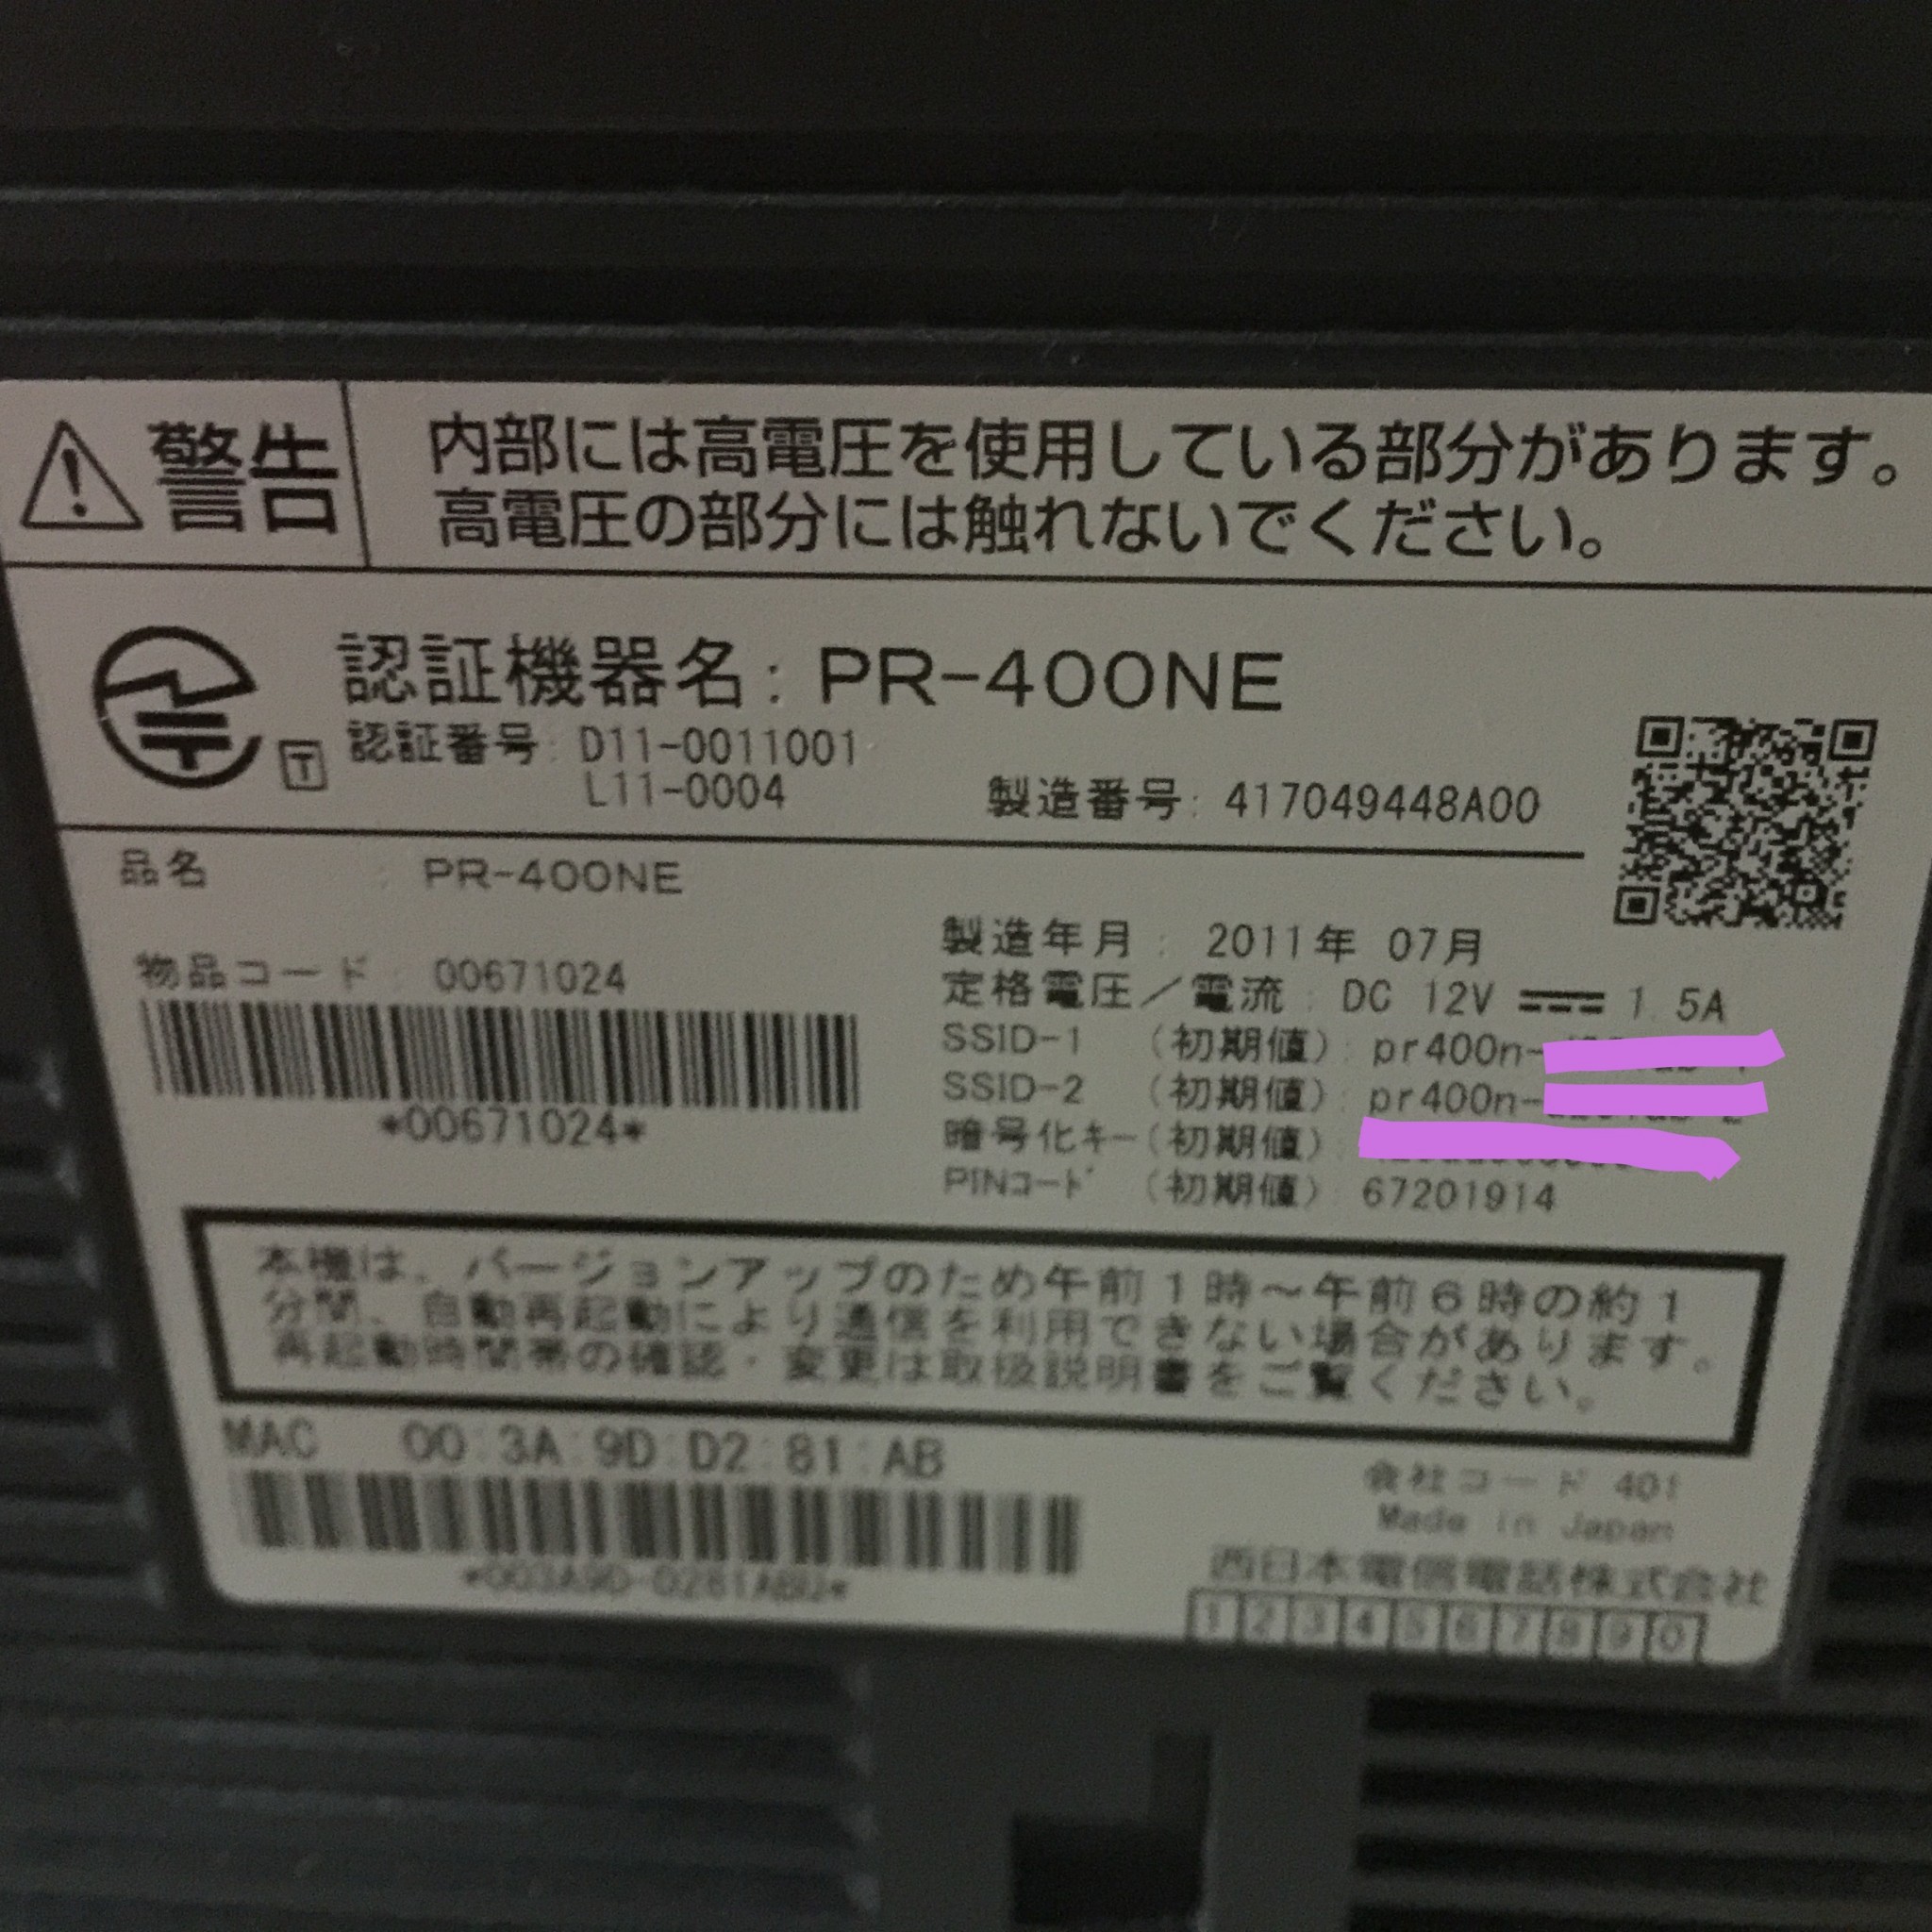 警告
内部には高電圧を使用している部分があります。
高電圧の部分には触れないでください。
認証機器名: PR-400NE
T 認証番号: D11-0011001
L11-0004
製造番号: 417049448A00
品名 : PR-400NE
製造年月: 2011年 07月
物品コード: 00671024
定格電圧/電流: DC 12V 1.5A
SSID-1 (初期値): pr400n-
SSID-2 (初期値): pr400n-
*00671024*
暗号化キー(初期値):
PINコード (初期値): 67201914
本機は、バージョンアップのため午前1時〜午前6時の約1
分間、自動再起動により通信を利用できない場合があります。
再起動時間帯の確認・変更は取扱説明書をご覧ください。
MAC 00:3A:9D:D2:81:AB
会社コード 401
Made in Japan
西日本電信電話株式会社
1 2 3 4 5 6 7 8 9 0